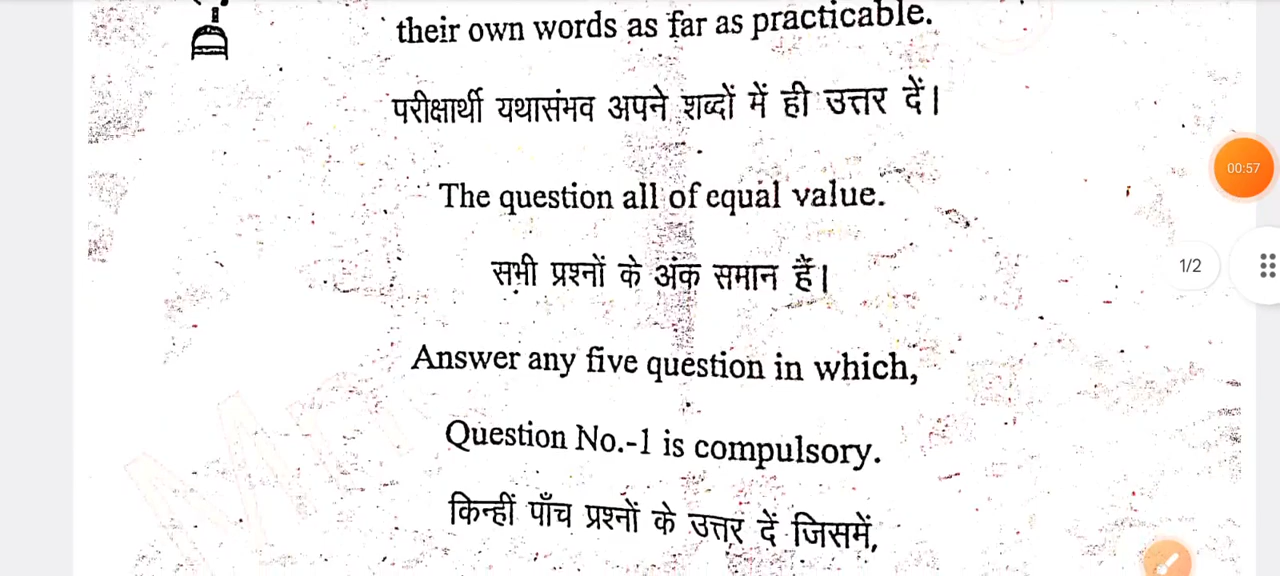 their own words as far as practicable.
परीक्षार्थी यथासंभव अपने शब्दों में ही उत्तर दें।
The question all of equal value.
सभी प्रश्नों के अंक समान हैं।
Answer any five question in which,
Question No.-1 is compulsory.
किन्हीं पाँच प्रश्नों के उत्तर दें जिसमें,
00:57
1/2